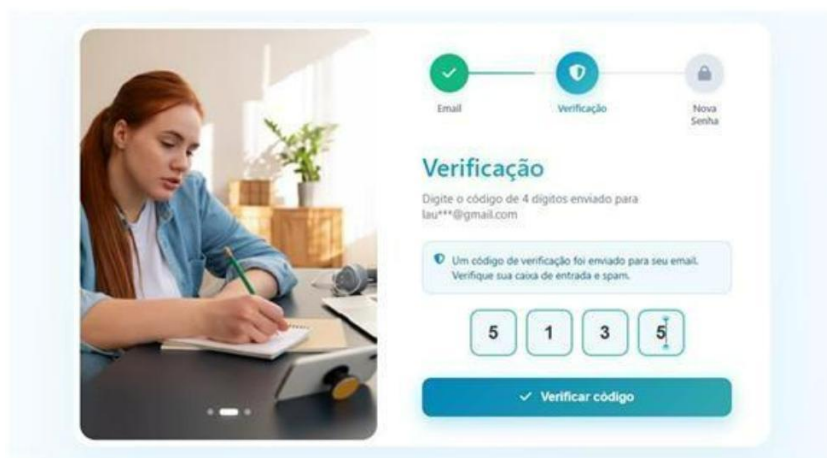 Email
Verificação
Nova
Senha
Verificação
Digite o código de 4 dígitos enviado para
lau***@gmail.com
Um código de verificação foi enviado para seu email.
Verifique sua caixa de entrada e spam.
5 1 3 5
Verificar código